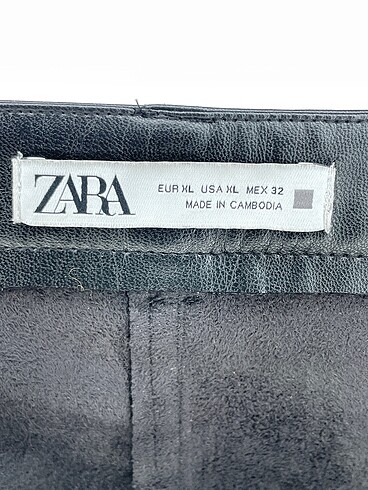 ZARA
EUR XL USA XL MEX 32
MADE IN CAMBODIA